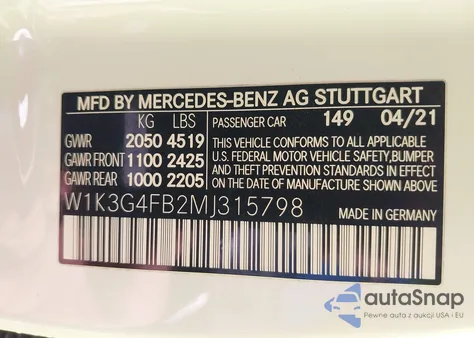 MFD BY MERCEDES-BENZ AG STUTTGART
KG LBS PASSENGER CAR 149 04/21
GVWR 2050 4519
GAWR FRONT 1100 2425
GAWR REAR 1000 2205
THIS VEHICLE CONFORMS TO ALL APPLICABLE
U.S. FEDERAL MOTOR VEHICLE SAFETY,BUMPER
AND THEFT PREVENTION STANDARDS IN EFFECT
ON THE DATE OF MANUFACTURE SHOWN ABOVE.
W1K3G4FB2MJ315798 MADE IN GERMANY
autoSnap
Pewne auta z aukcji USA i EU